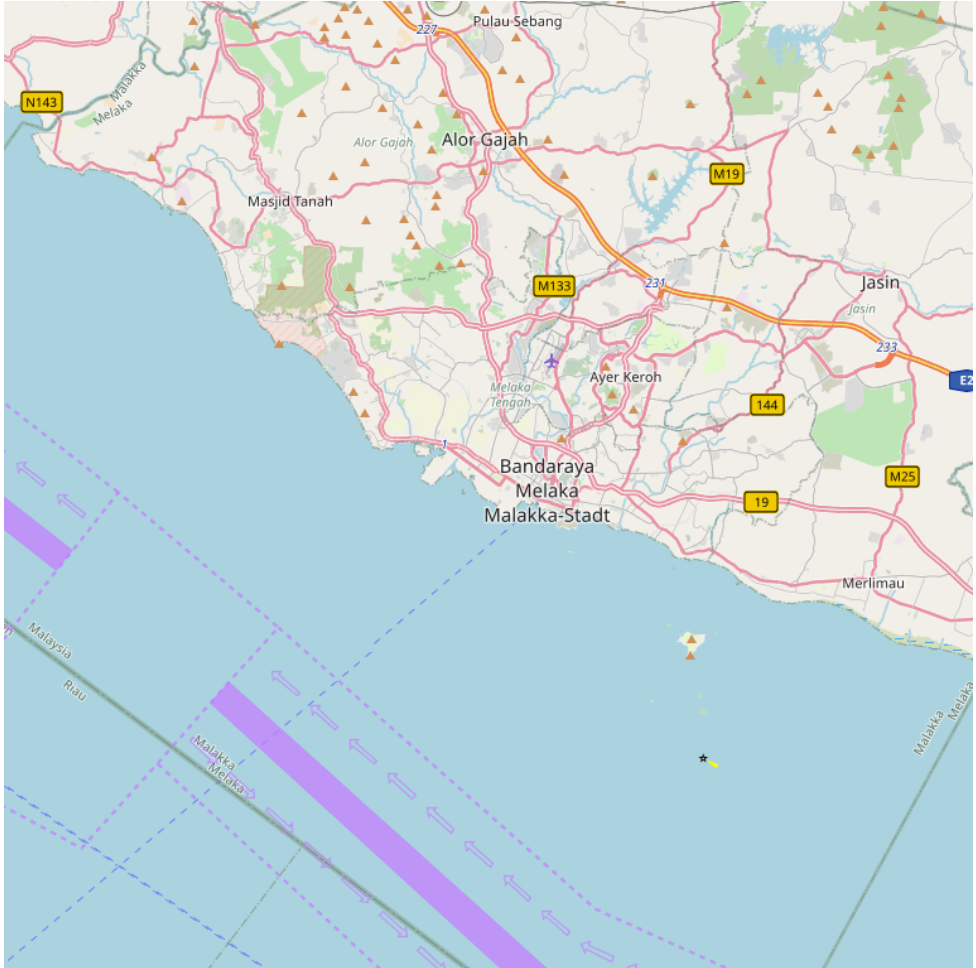 Pulau Sebang
227
N143
Malakka
Melaka
Alor Gajah
Alor Gajah
M19
Masjid Tanah
M133
231
Jasin
Jasin
233
E2
Ayer Keroh
Melaka
Tengah
144
1
Bandaraya
Melaka
Malakka-Stadt
M25
19
Merlimau
Malaysia
Riau
Malakka
Melaka
Malakka
Melaka